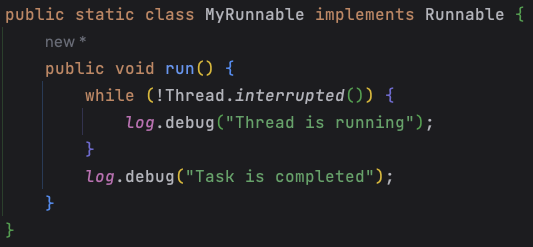 public static class MyRunnable implements Runnable {
new *
public void run() {
while (!Thread.interrupted()) {
log.debug("Thread is running");
}
log.debug("Task is completed");
}
}